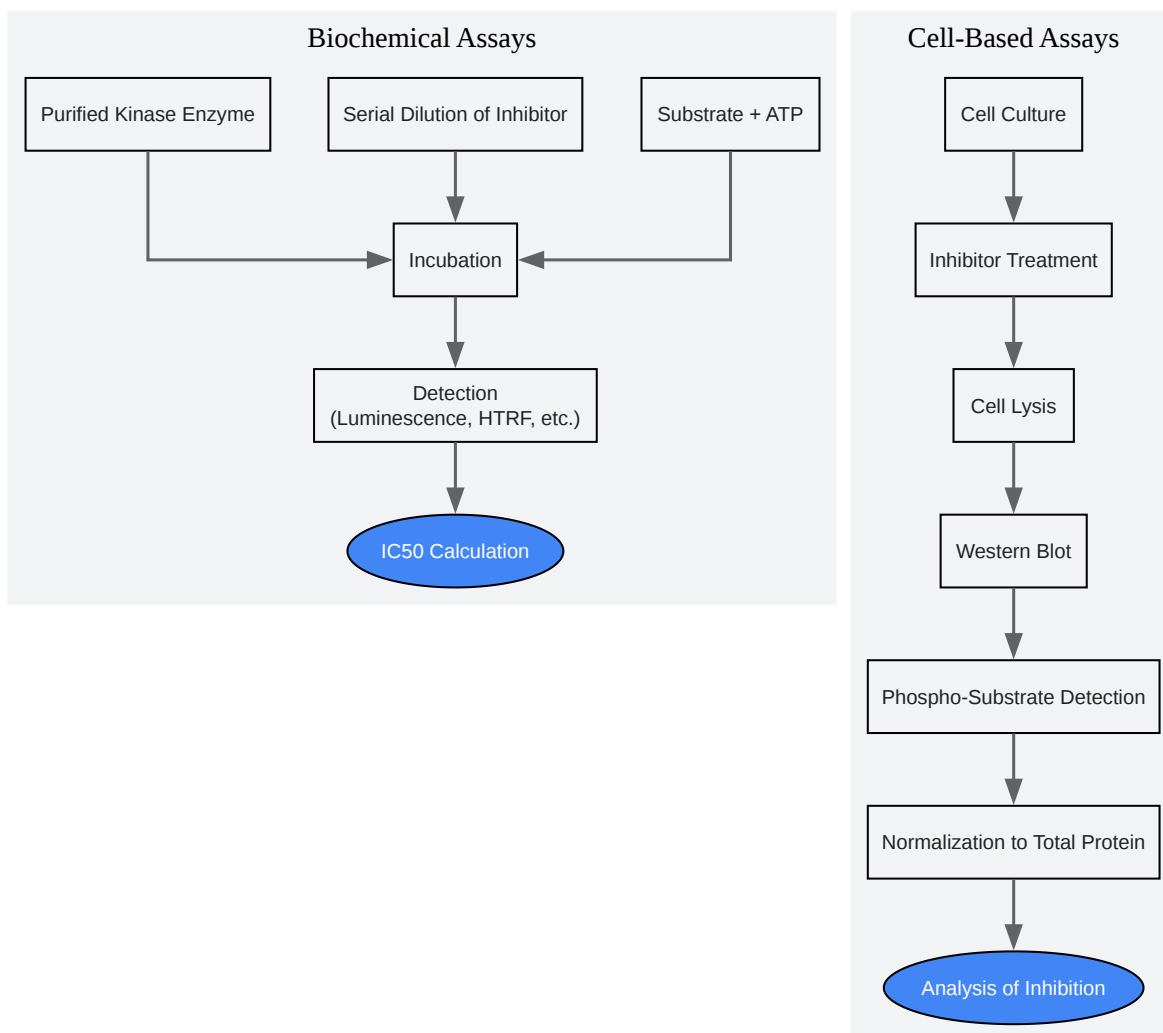 Biochemical Assays
Purified Kinase Enzyme
Serial Dilution of Inhibitor
Substrate + ATP
Incubation
Detection
(Luminescence, HTRF, etc.)
IC50 Calculation
Cell-Based Assays
Cell Culture
Inhibitor Treatment
Cell Lysis
Western Blot
Phospho-Substrate Detection
Normalization to Total Protein
Analysis of Inhibition